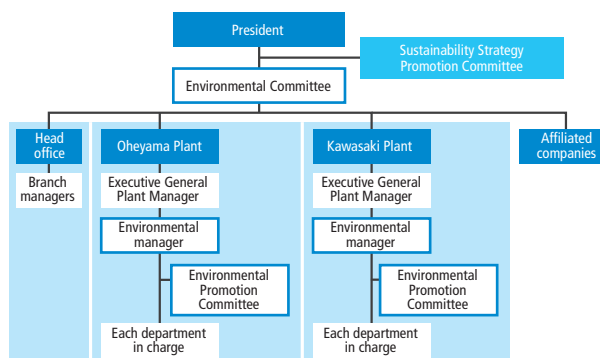 President
Sustainability Strategy
Promotion Committee
Environmental Committee
Head
office
Branch
managers
Oheyama Plant
Executive General
Plant Manager
Environmental
manager
Environmental
Promotion
Committee
Each department
in charge
Kawasaki Plant
Executive General
Plant Manager
Environmental
manager
Environmental
Promotion
Committee
Each department
in charge
Affiliated
companies